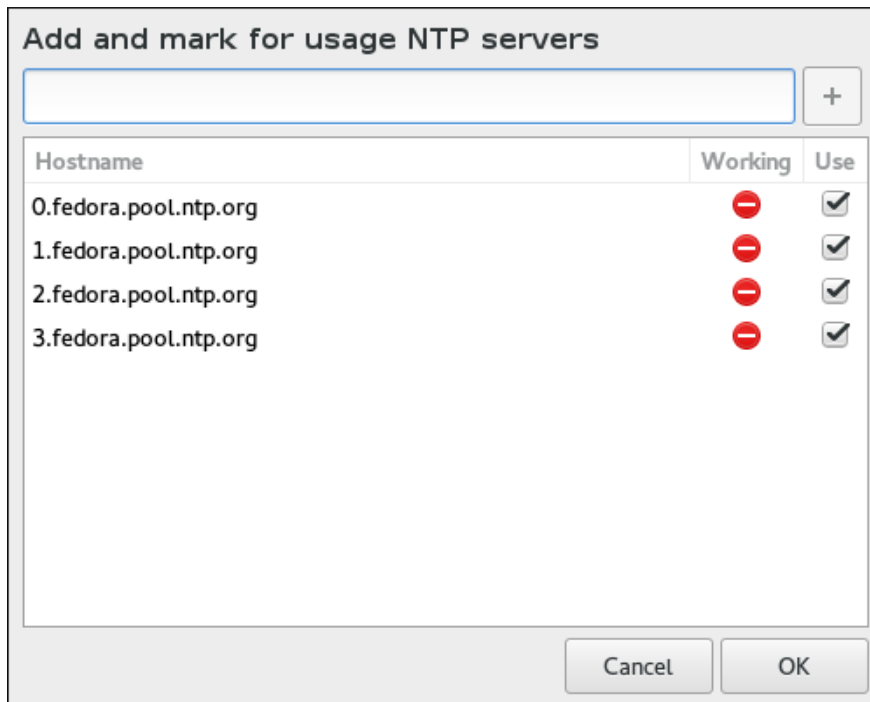 Add and mark for usage NTP servers
+
Hostname Working Use
0.fedora.pool.ntp.org
1.fedora.pool.ntp.org
2.fedora.pool.ntp.org
3.fedora.pool.ntp.org
Cancel OK